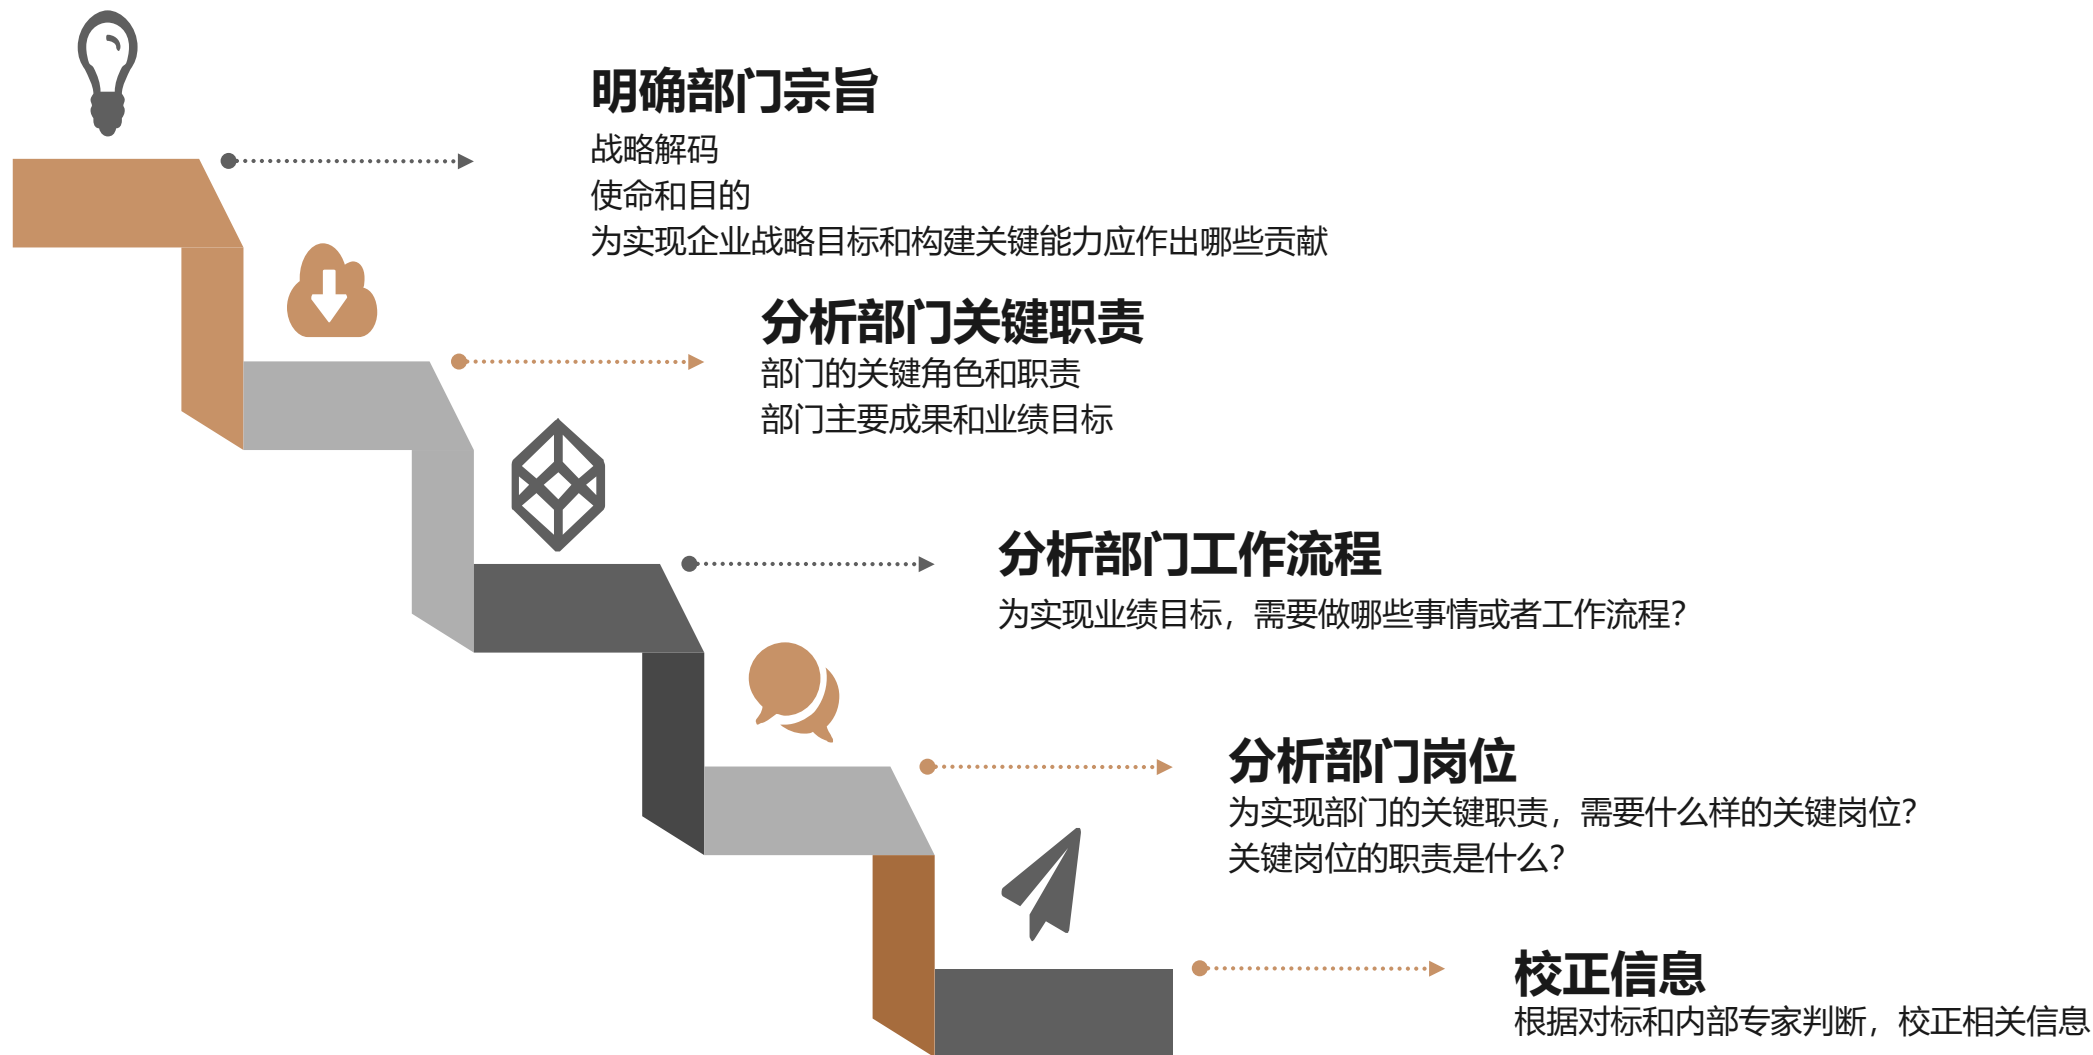 明确部门宗旨
战略解码
使命和目的
为实现企业战略目标和构建关键能力应作出哪些贡献
分析部门关键职责
部门的关键角色和职责
部门主要成果和业绩目标
分析部门工作流程
为实现业绩目标，需要做哪些事情或者工作流程？
分析部门岗位
为实现部门的关键职责，需要什么样的关键岗位？
关键岗位的职责是什么？
校正信息
根据对标和内部专家判断，校正相关信息